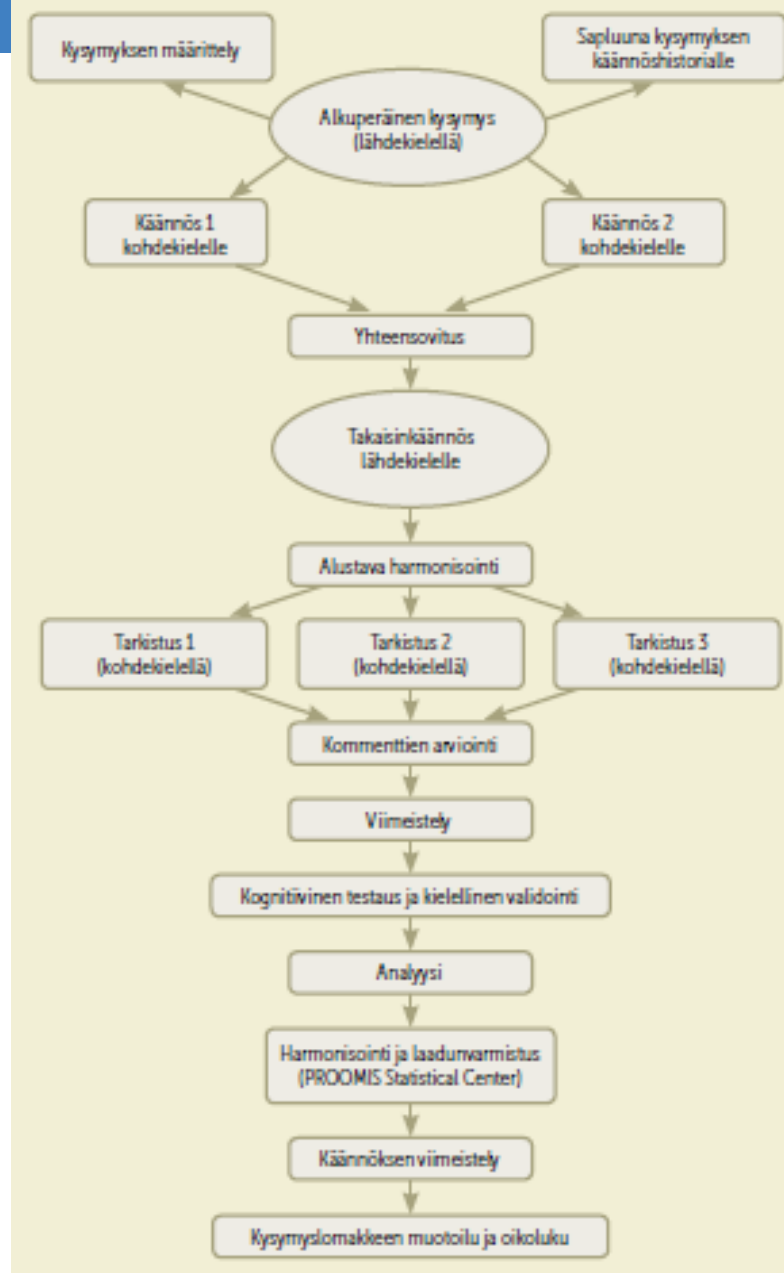 Kysymyksen määrittely
Sapluuna kysymyksen
käännöshistorialle
Alkuperäinen kysymys
(lähdekielellä)
Käännös 1
kohdekielelle
Käännös 2
kohdekielelle
Yhteensovitus
Takaisinkäännös
lähdekielelle
Alustava harmonisointi
Tarkistus 1
(kohdekielellä)
Tarkistus 2
(kohdekielellä)
Tarkistus 3
(kohdekielellä)
Kommenttien arviointi
Viimeistely
Kognitiivinen testaus ja kielellinen validointi
Analyysi
Harmonisointi ja laadunvarmistus
(PROOMIS Statistical Center)
Käännöksen viimeistely
Kysymyslomakkeen muotoilu ja oikoluku